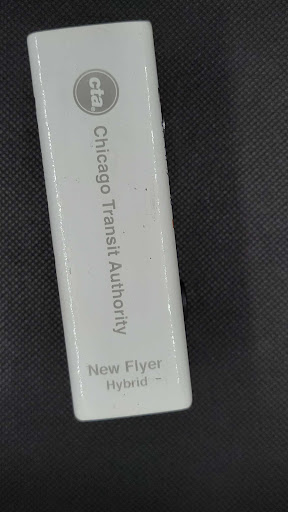 cta
Chicago Transit Authority
New Flyer
Hybrid